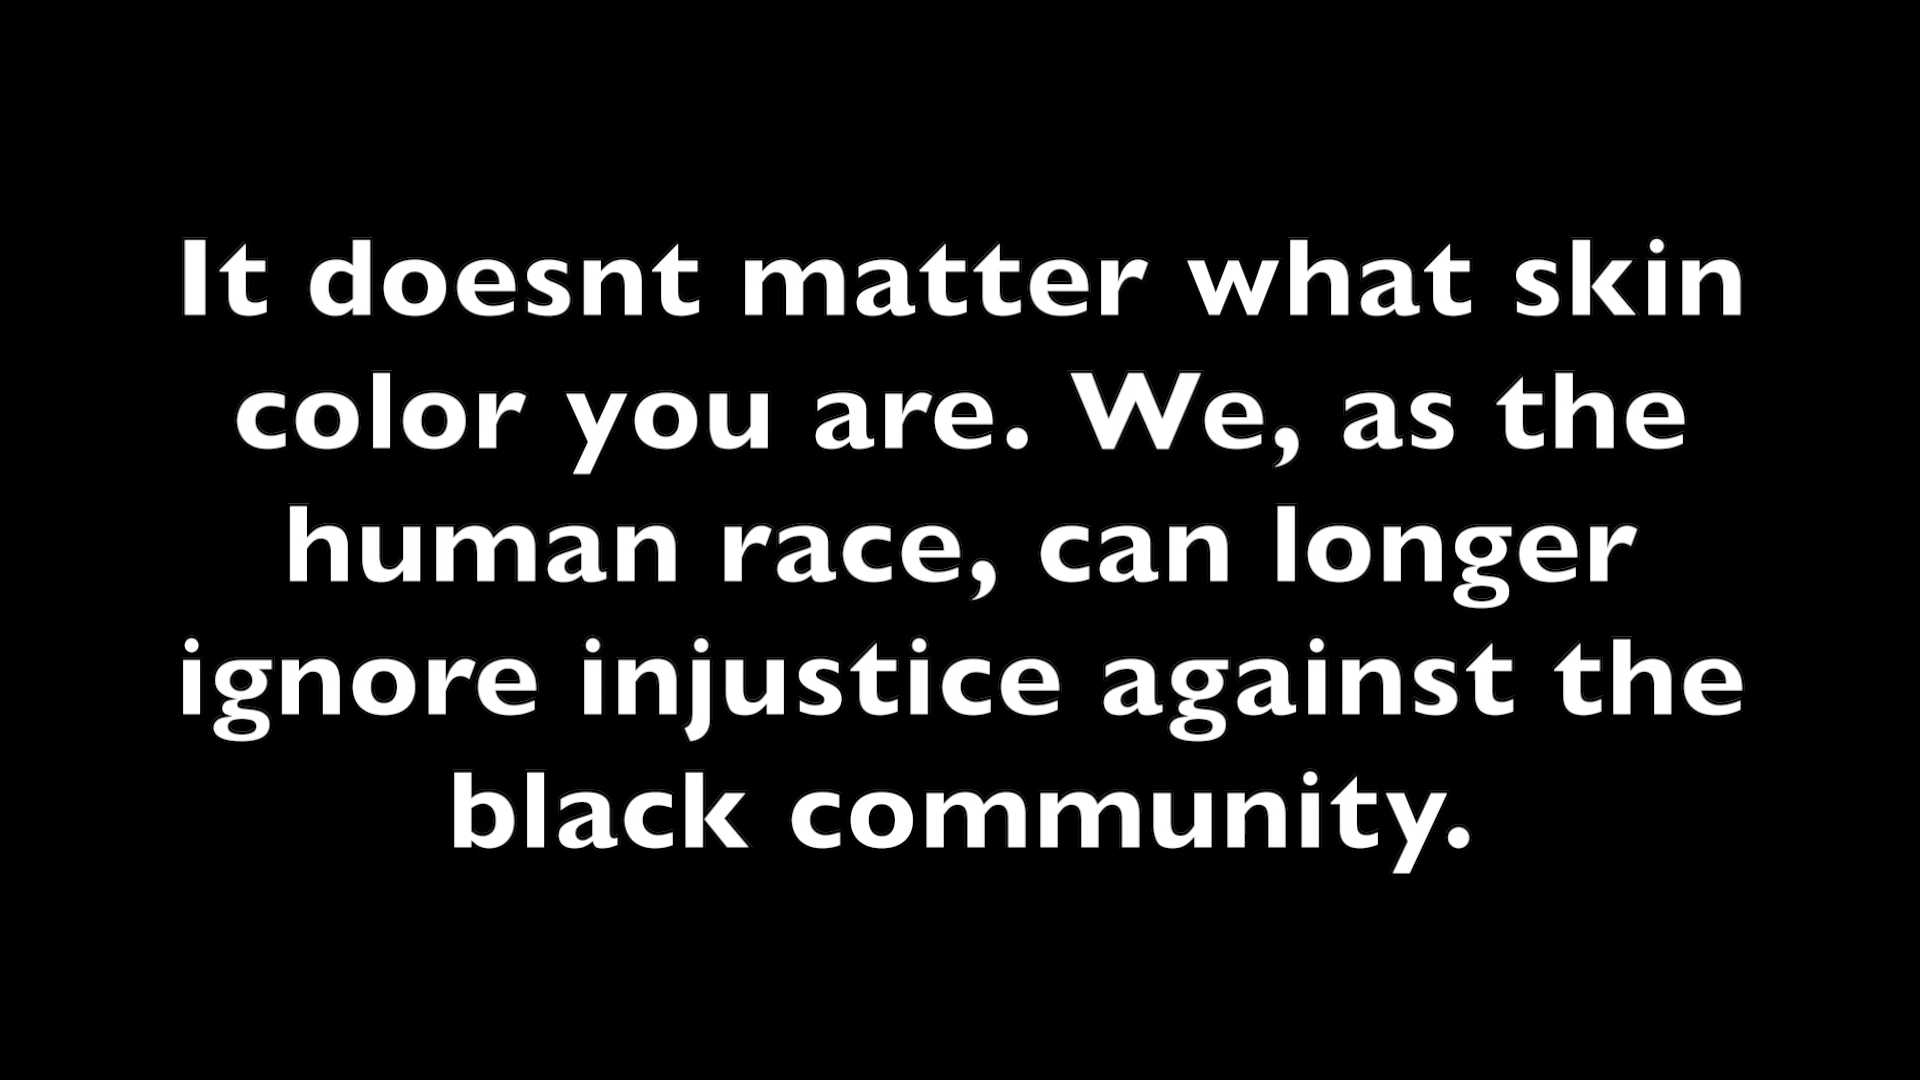 It doesnt matter what skin
color you are. We, as the
human race, can longer
ignore injustice against the
black community.